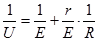 1/U = 1/E + r/E · 1/R